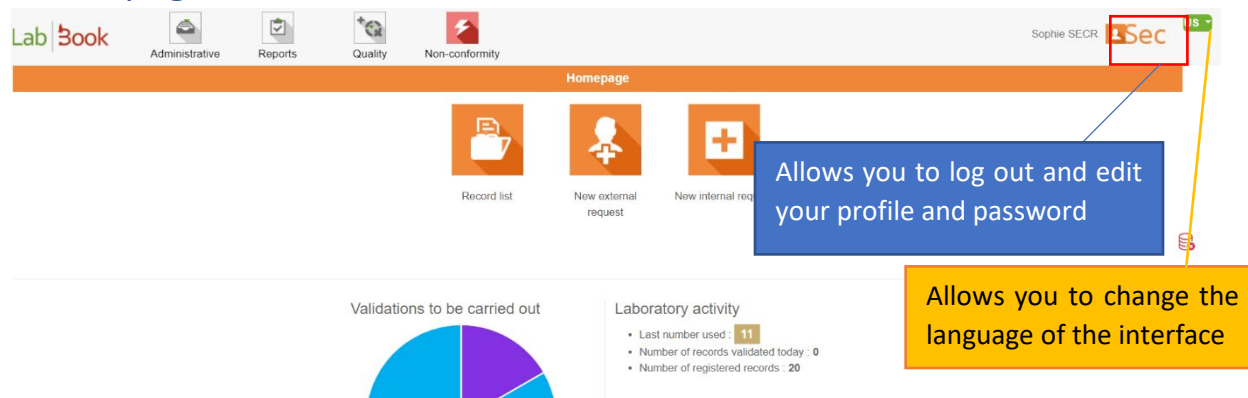 Lab Book
Administrative
Reports
Quality
Non-conformity
Sophie SECR
Sec
US
Homepage
Record list
New external
request
New internal req
Allows you to log out and edit
your profile and password
Allows you to change the
language of the interface
Validations to be carried out
Laboratory activity
• Last number used : 11
• Number of records validated today : 0
• Number of registered records : 20